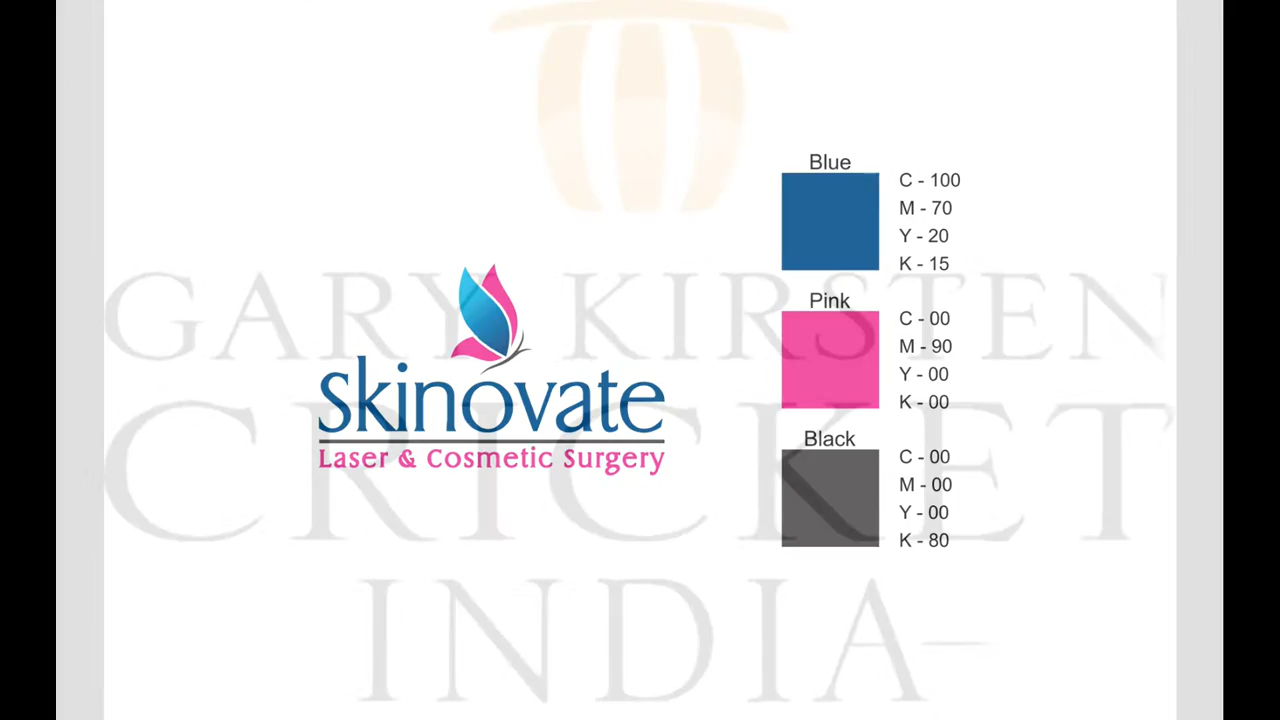 Blue
C - 100
M - 70
Y - 20
K - 15
Pink
C - 00
M - 90
Y - 00
K - 00
Black
C - 00
M - 00
Y - 00
K - 80
skinovate
Laser & Cosmetic Surgery
GARY KIRSTEN
CRICKET
INDIA